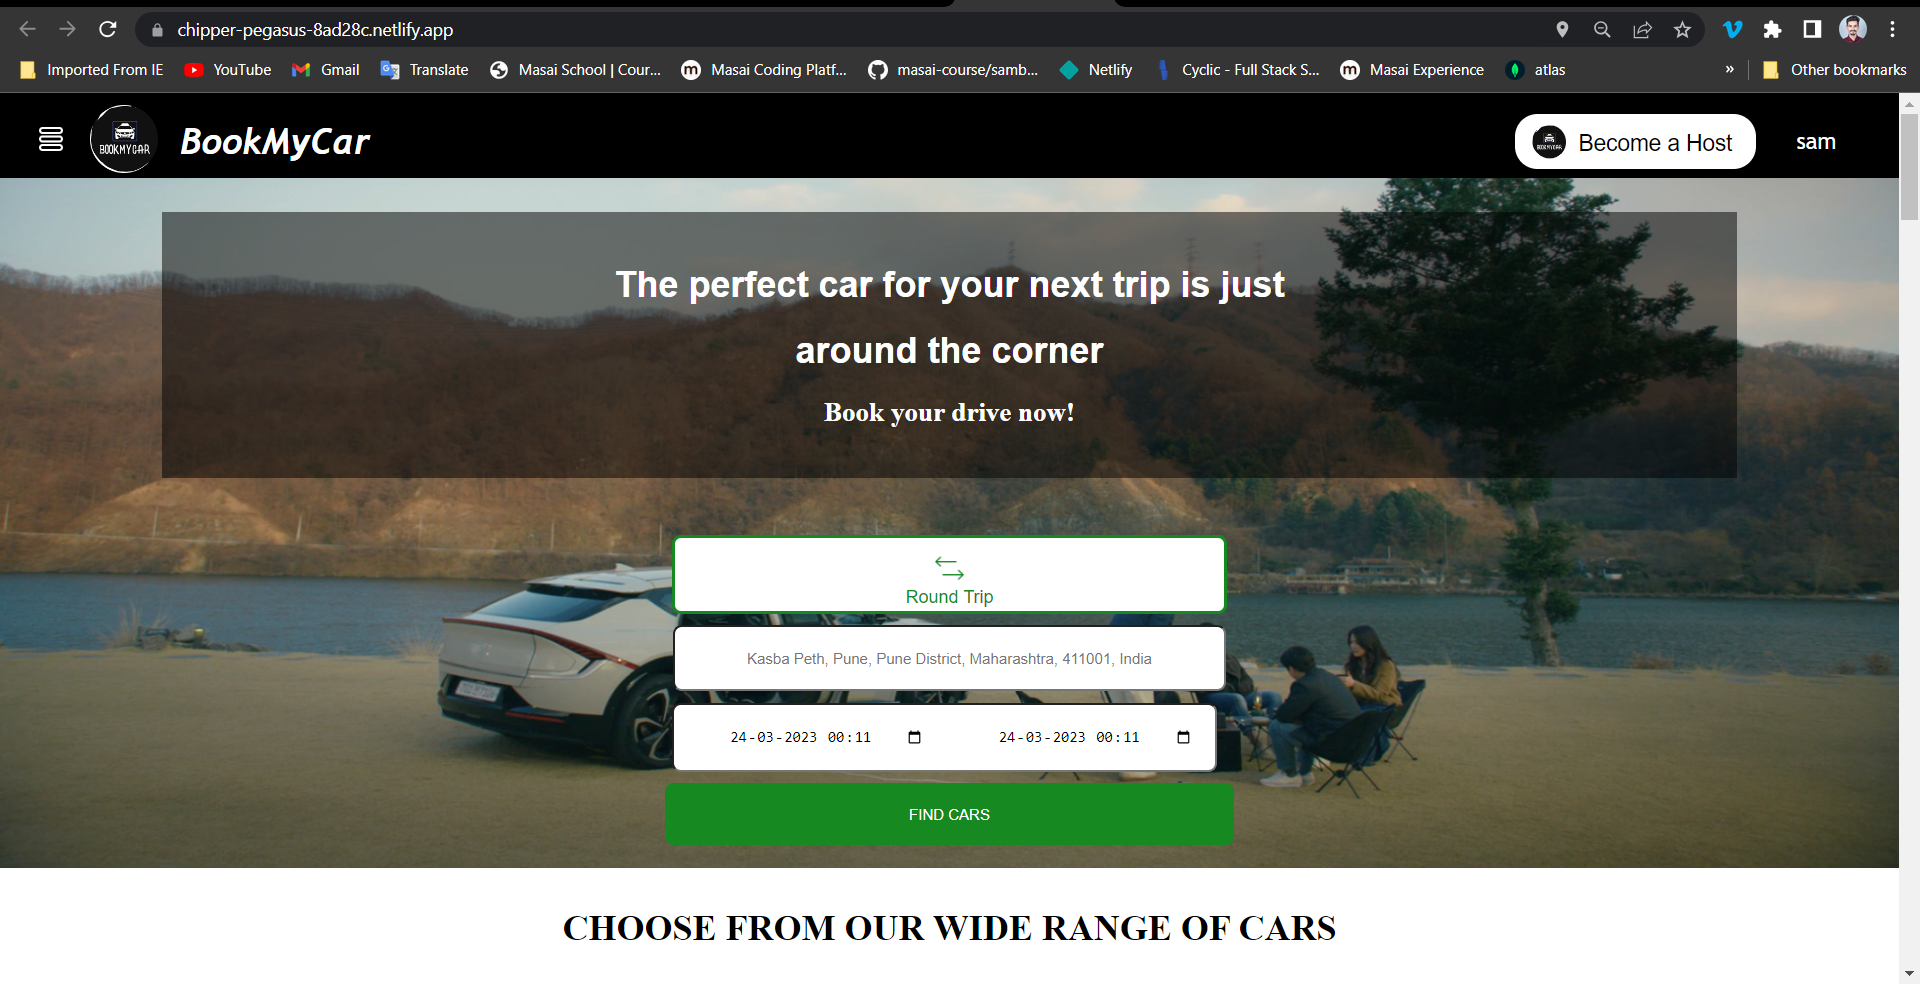 chipper-pegasus-8ad28c.netlify.app
Imported From IE YouTube Gmail Translate Masai School | Cour... Masai Coding Platf... masai-course/samb... Netlify Cyclic - Full Stack S... Masai Experience atlas » Other bookmarks
BOOKMYCAR BookMyCar BOOKMYCAR Become a Host sam
The perfect car for your next trip is just
around the corner
Book your drive now!
Round Trip
Kasba Peth, Pune, Pune District, Maharashtra, 411001, India
24-03-2023 00:11 24-03-2023 00:11
FIND CARS
CHOOSE FROM OUR WIDE RANGE OF CARS